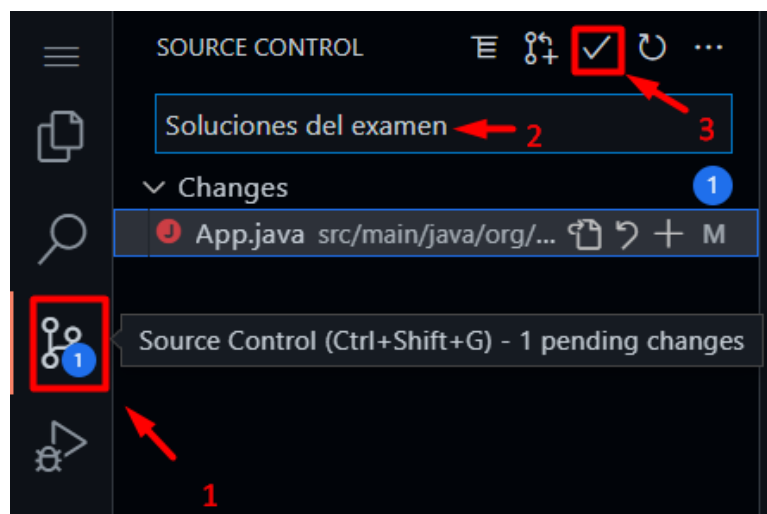 SOURCE CONTROL
Soluciones del examen
2
3
Changes
1
J App.java src/main/java/org/... M
1
Source Control (Ctrl+Shift+G) - 1 pending changes
1